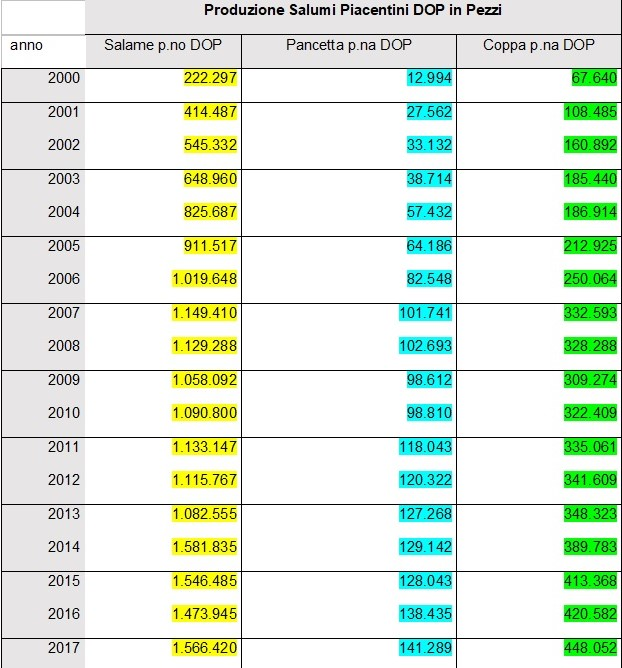 Produzione Salumi Piacentini DOP in Pezzi
anno Salame p.no DOP Pancetta p.na DOP Coppa p.na DOP
2000 222.297 12.994 67.640
2001 414.487 27.562 108.485
2002 545.332 33.132 160.892
2003 648.960 38.714 185.440
2004 825.687 57.432 186.914
2005 911.517 64.186 212.925
2006 1.019.648 82.548 250.064
2007 1.149.410 101.741 332.593
2008 1.129.288 102.693 328.288
2009 1.058.092 98.612 309.274
2010 1.090.800 98.810 322.409
2011 1.133.147 118.043 335.061
2012 1.115.767 120.322 341.609
2013 1.082.555 127.268 348.323
2014 1.581.835 129.142 389.783
2015 1.546.485 128.043 413.368
2016 1.473.945 138.435 420.582
2017 1.566.420 141.289 448.052